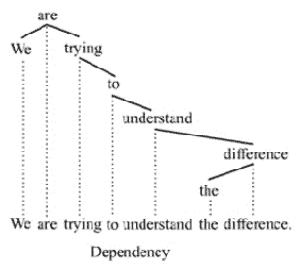 are
We trying
to
understand
difference
the
We are trying to understand the difference.
Dependency